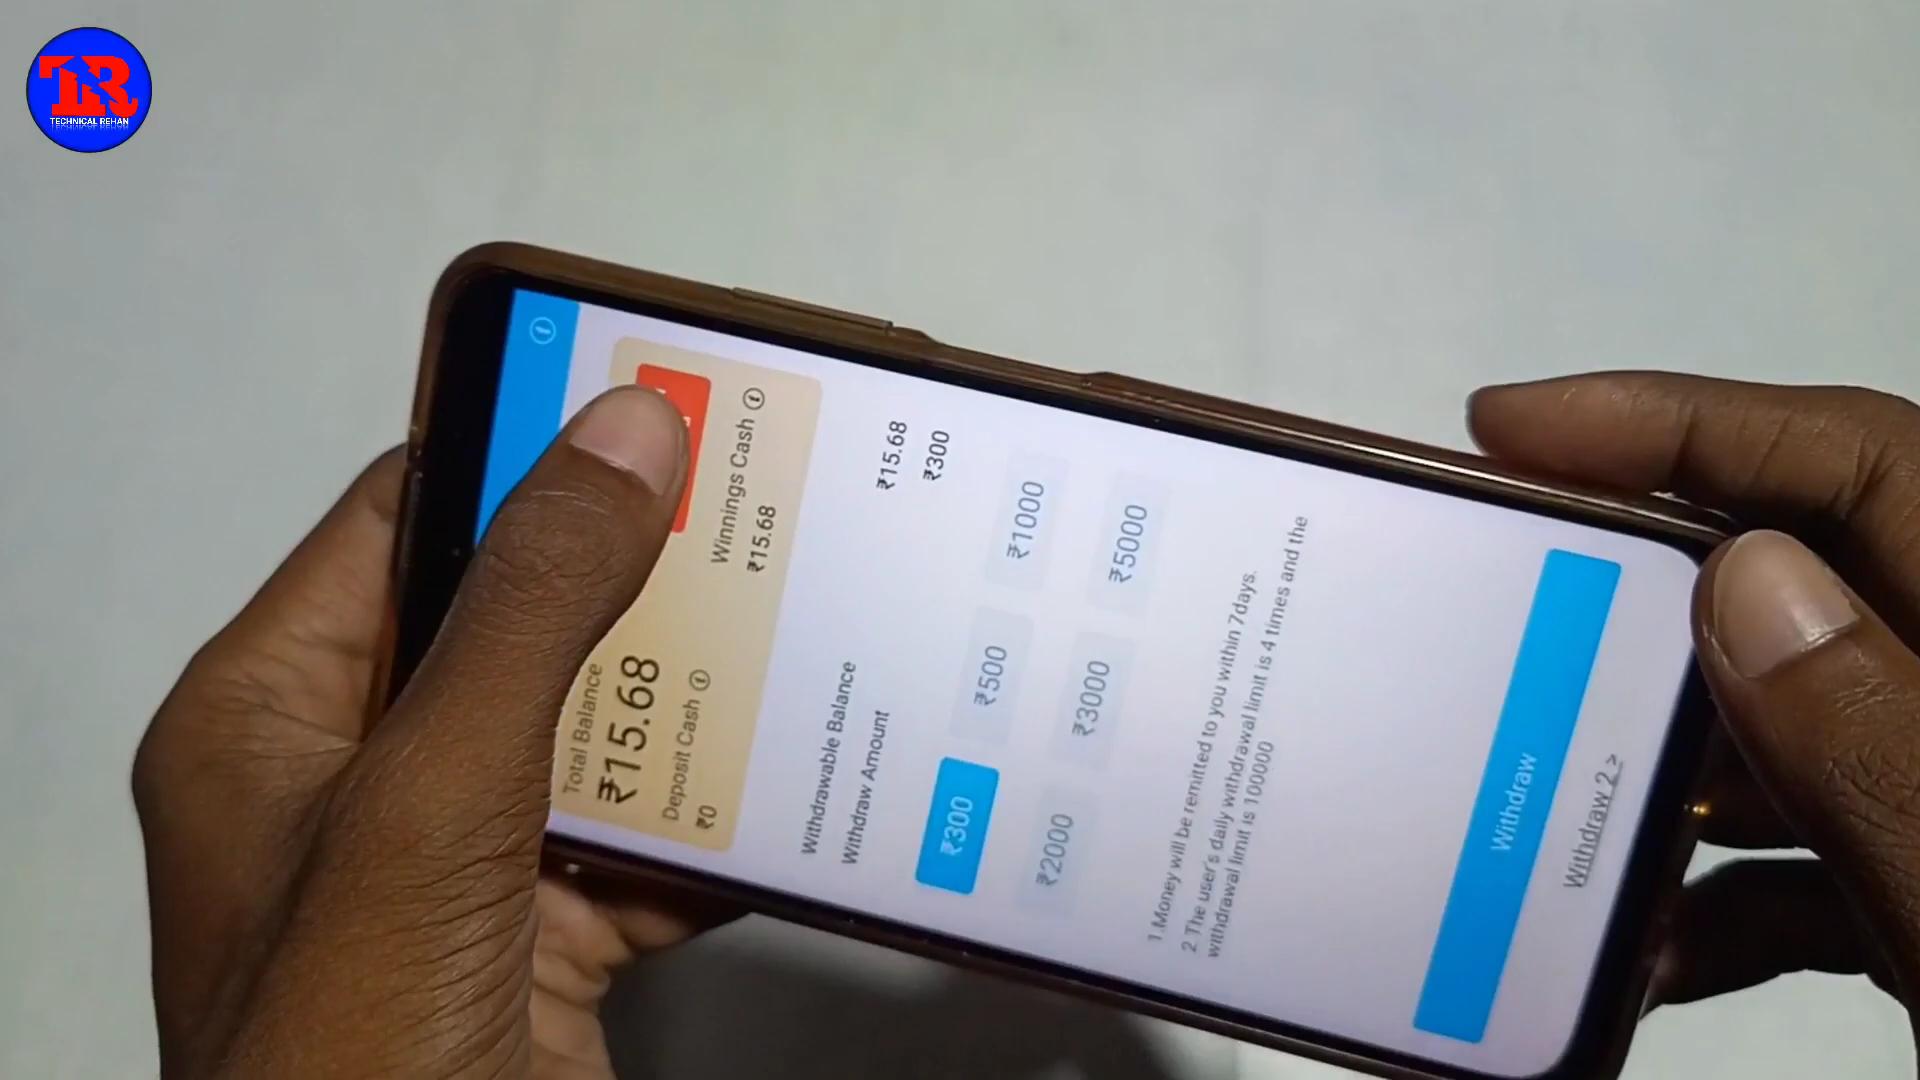 TR
TECHNICAL REHAN
Total Balance
₹15.68
Deposit Cash
₹0
Winnings Cash
₹15.68
Withdrawable Balance
₹15.68
Withdraw Amount
₹300
₹300
₹500
₹1000
₹2000
₹3000
₹5000
1.Money will be remitted to you within 7days.
2 The user's daily withdrawal limit is 4 times and the
withdrawal limit is 100000
Withdraw
Withdraw 2 >